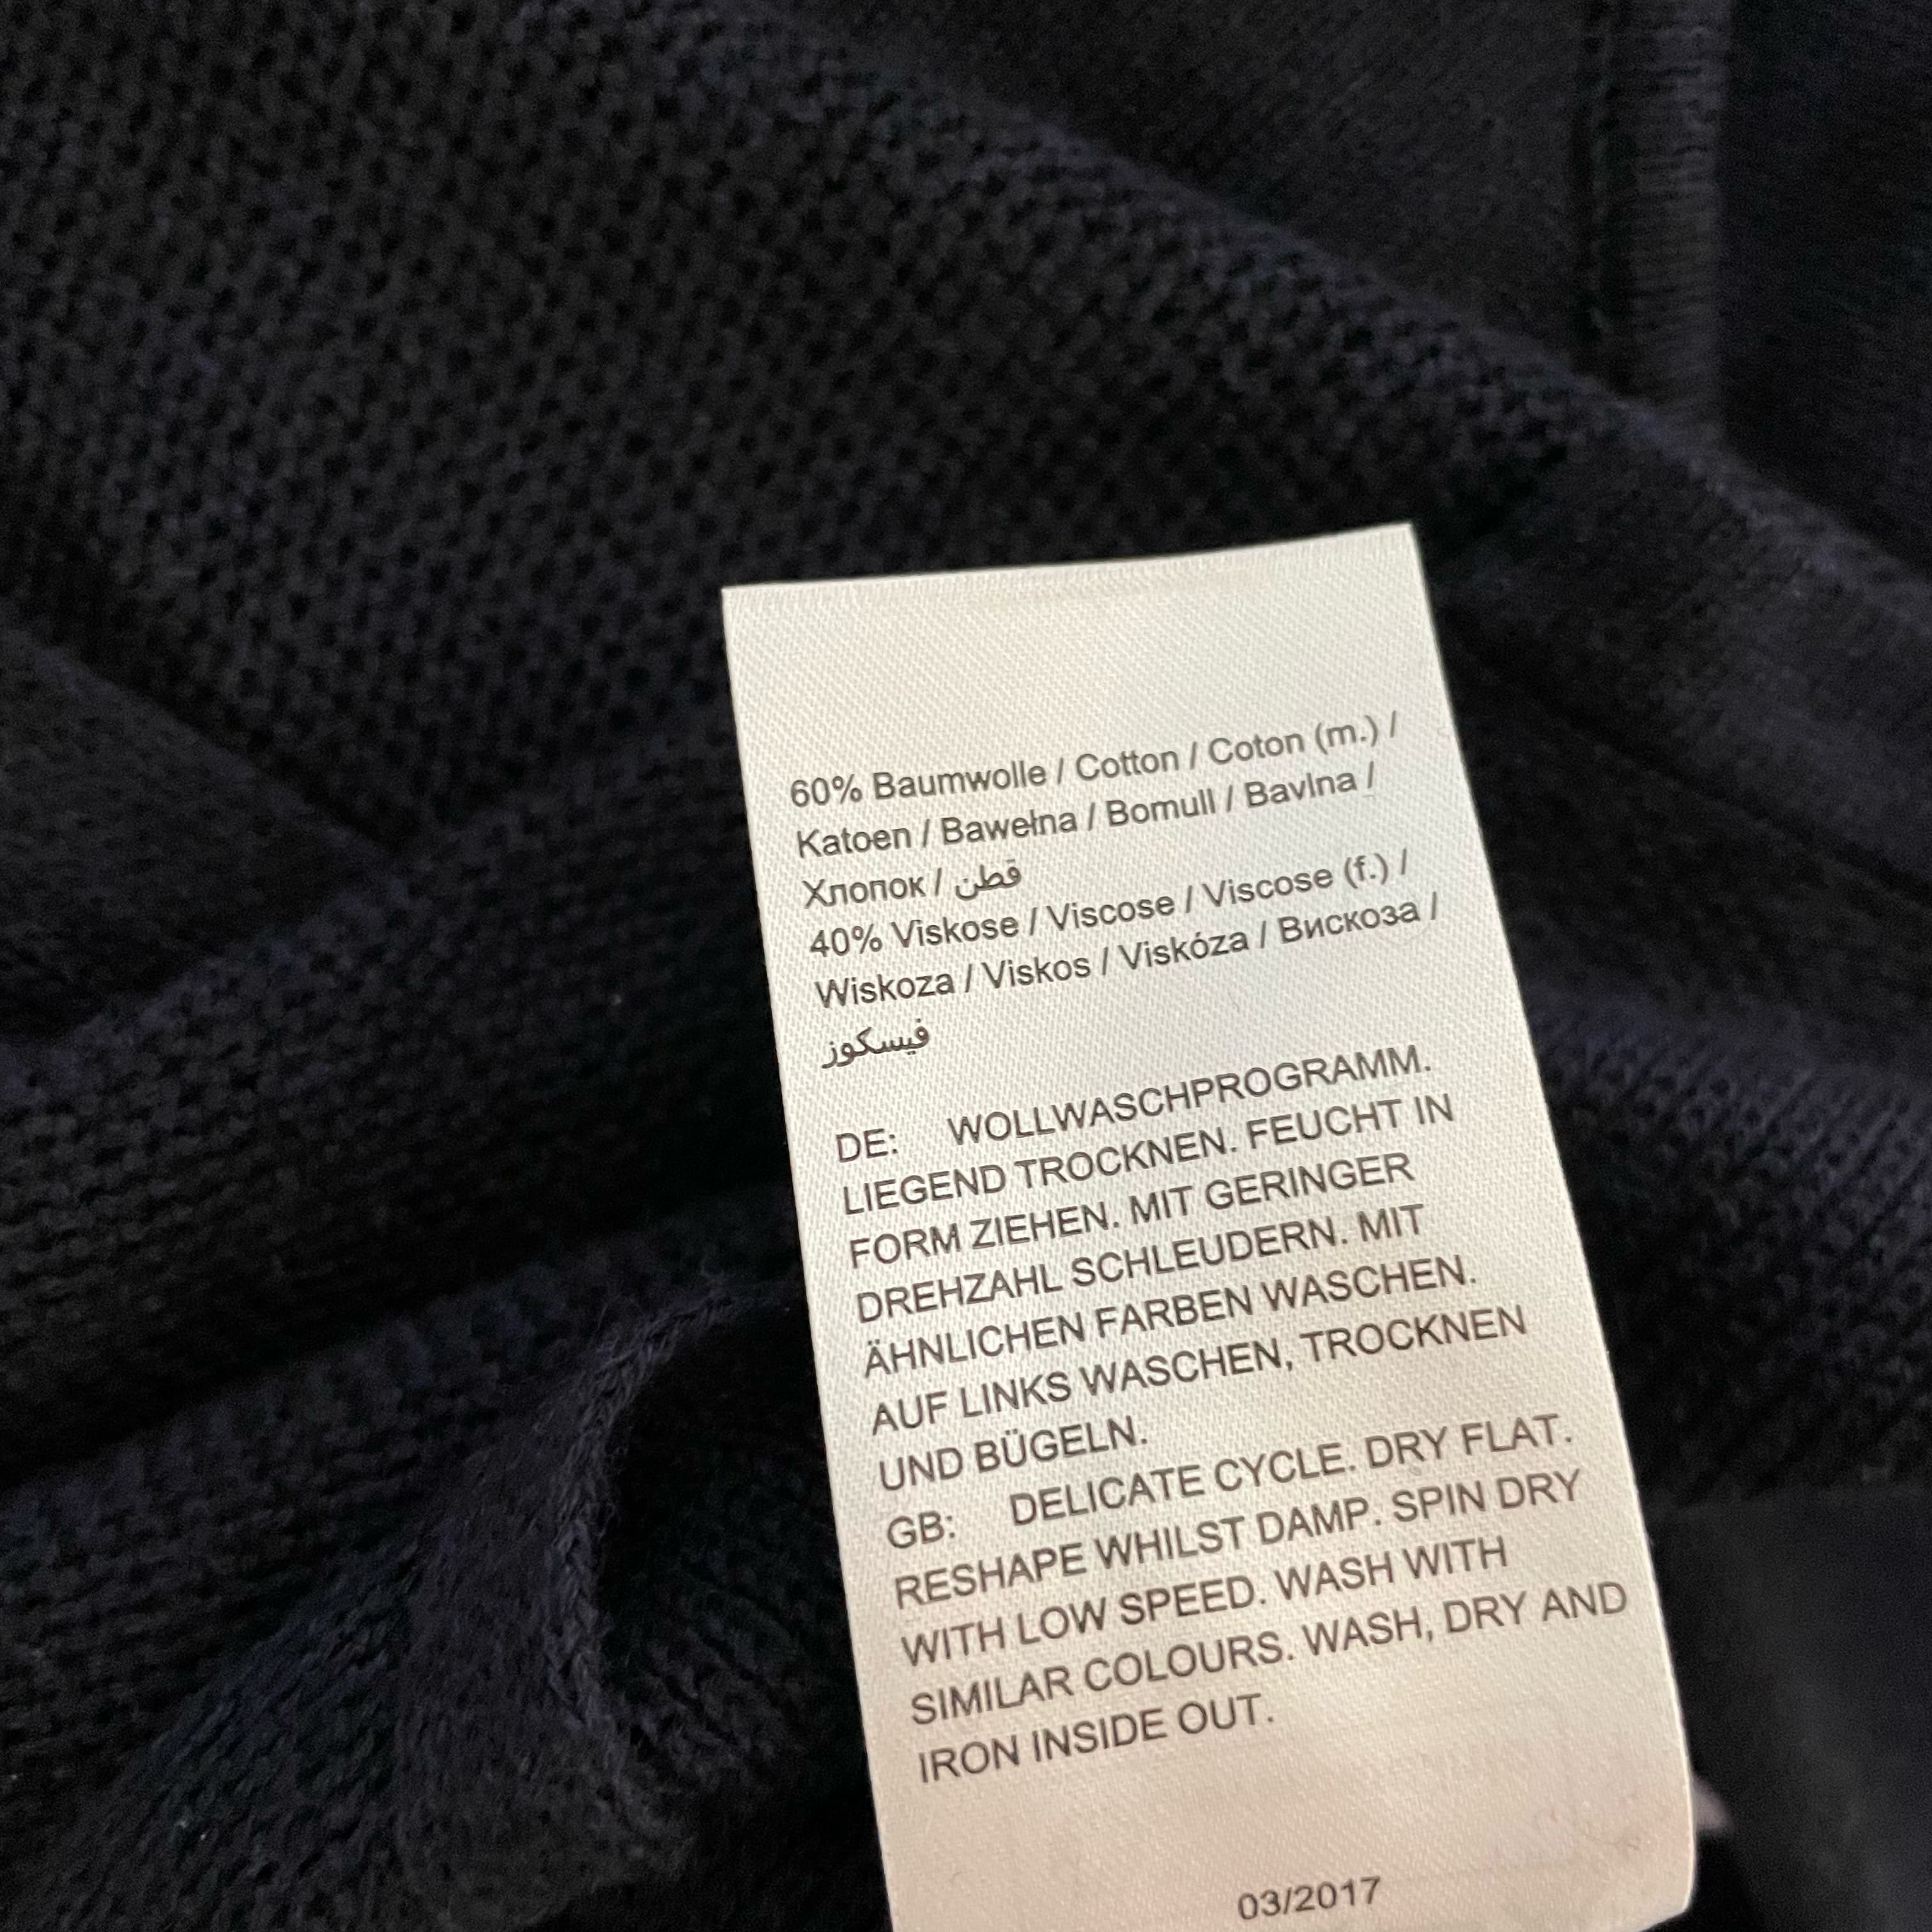 60% Baumwolle / Cotton / Coton (m.) /
Katoen / Bawełna / Bomull / Bavlna /
Хлопок / قطن
40% Viskose / Viscose / Viscose (f.) /
Wiskoza / Viskos / Viskóza / Вискоза /
فيسكوز
DE: WOLLWASCHPROGRAMM.
LIEGEND TROCKNEN. FEUCHT IN
FORM ZIEHEN. MIT GERINGER
DREHZAHL SCHLEUDERN. MIT
ÄHNLICHEN FARBEN WASCHEN.
AUF LINKS WASCHEN, TROCKNEN
UND BÜGELN.
GB: DELICATE CYCLE. DRY FLAT.
RESHAPE WHILST DAMP. SPIN DRY
WITH LOW SPEED. WASH WITH
SIMILAR COLOURS. WASH, DRY AND
IRON INSIDE OUT.
03/2017